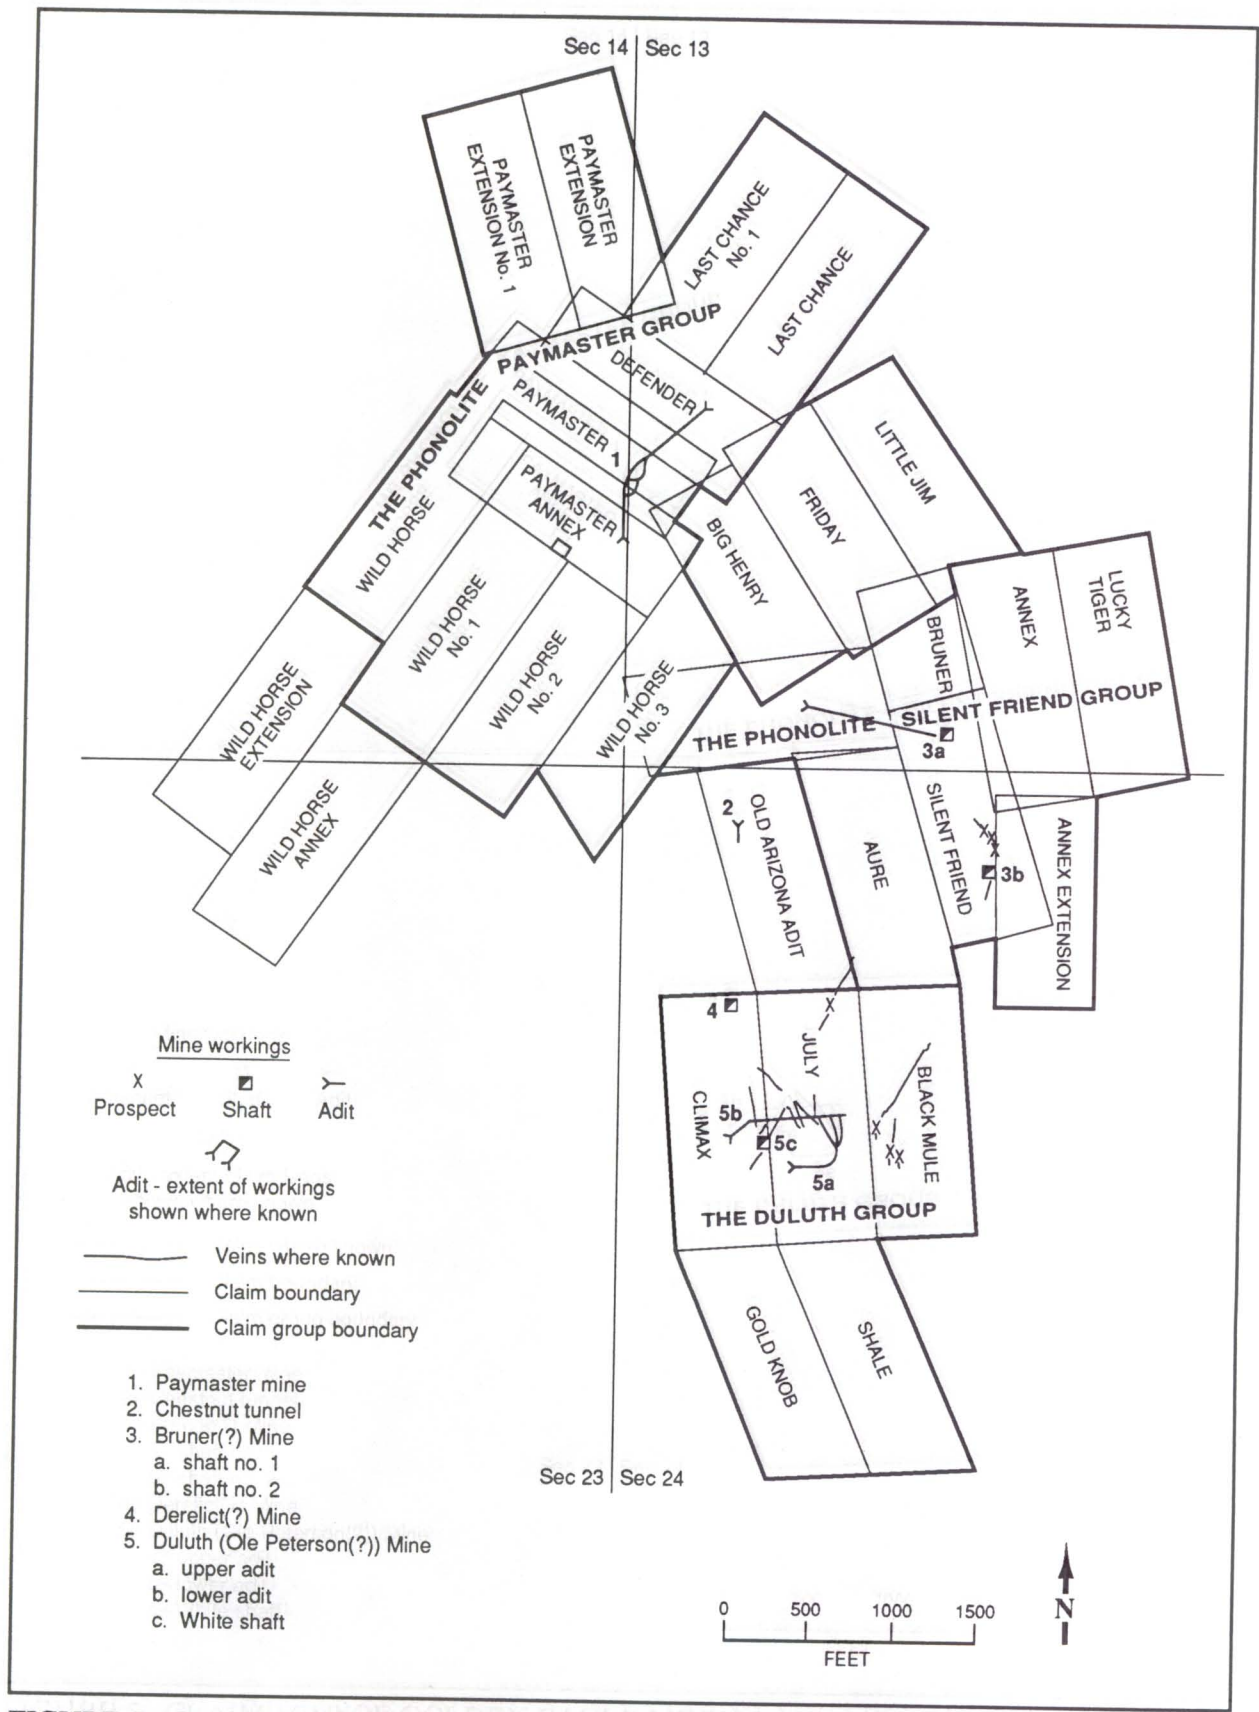 Sec 14 Sec 13
PAYMASTER
EXTENSION No. 1
PAYMASTER
EXTENSION
LAST CHANCE
No. 1
LAST CHANCE
THE PHONOLITE
PAYMASTER GROUP
DEFENDER
PAYMASTER
1
PAYMASTER
ANNEX
WILD HORSE
WILD HORSE
No. 1
WILD HORSE
No. 2
WILD HORSE
No. 3
WILD HORSE
EXTENSION
WILD HORSE
ANNEX
BIG HENRY
FRIDAY
LITTLE JIM
BRUNER
ANNEX
LUCKY
TIGER
THE PHONOLITE
SILENT FRIEND GROUP
3a
2
OLD ARIZONA ADIT
AURE
SILENT FRIEND
3b
ANNEX EXTENSION
4
JULY
CLIMAX
BLACK MULE
5b
5c
5a
THE DULUTH GROUP
GOLD KNOB
SHALE
Mine workings
X
Prospect Shaft Adit
Adit - extent of workings
shown where known
Veins where known
Claim boundary
Claim group boundary
1. Paymaster mine
2. Chestnut tunnel
3. Bruner(?) Mine
a. shaft no. 1
b. shaft no. 2
4. Derelict(?) Mine
5. Duluth (Ole Peterson(?)) Mine
a. upper adit
b. lower adit
c. White shaft
Sec 23 Sec 24
0 500 1000 1500
FEET
N